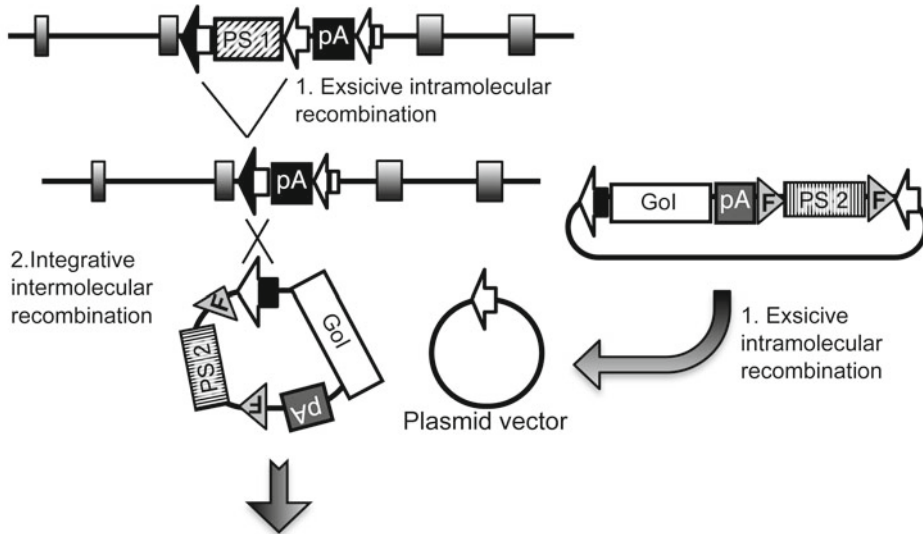 PS 1 pA
1. Exsicive intramolecular
recombination
pA
GoI pA F PS 2 F
2.Integrative
intermolecular
recombination
F
GoI
PS 2
F
pA
1. Exsicive
intramolecular
recombination
Plasmid vector